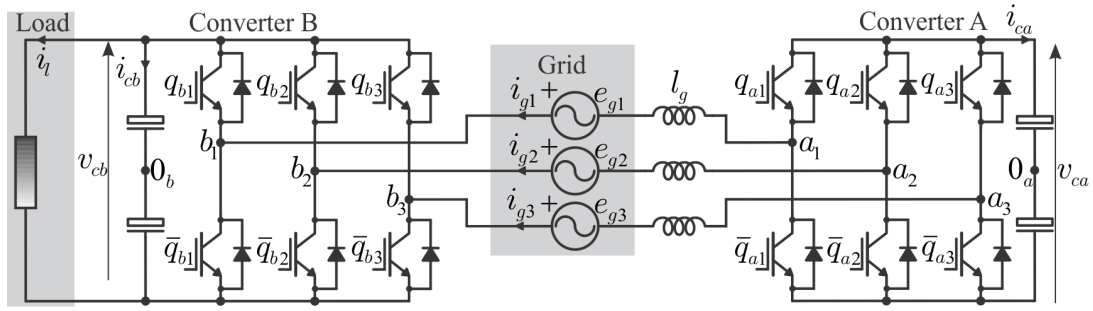 Load Converter B Grid Converter A
i_l i_cb v_cb 0_b
q_b1 q_b2 q_b3
b_1 b_2 b_3
q̅_b1 q̅_b2 q̅_b3
i_g1 + e_g1 l_g
i_g2 + e_g2
i_g3 + e_g3
q_a1 q_a2 q_a3 i_ca
a_1 a_2 a_3 0_a v_ca
q̅_a1 q̅_a2 q̅_a3